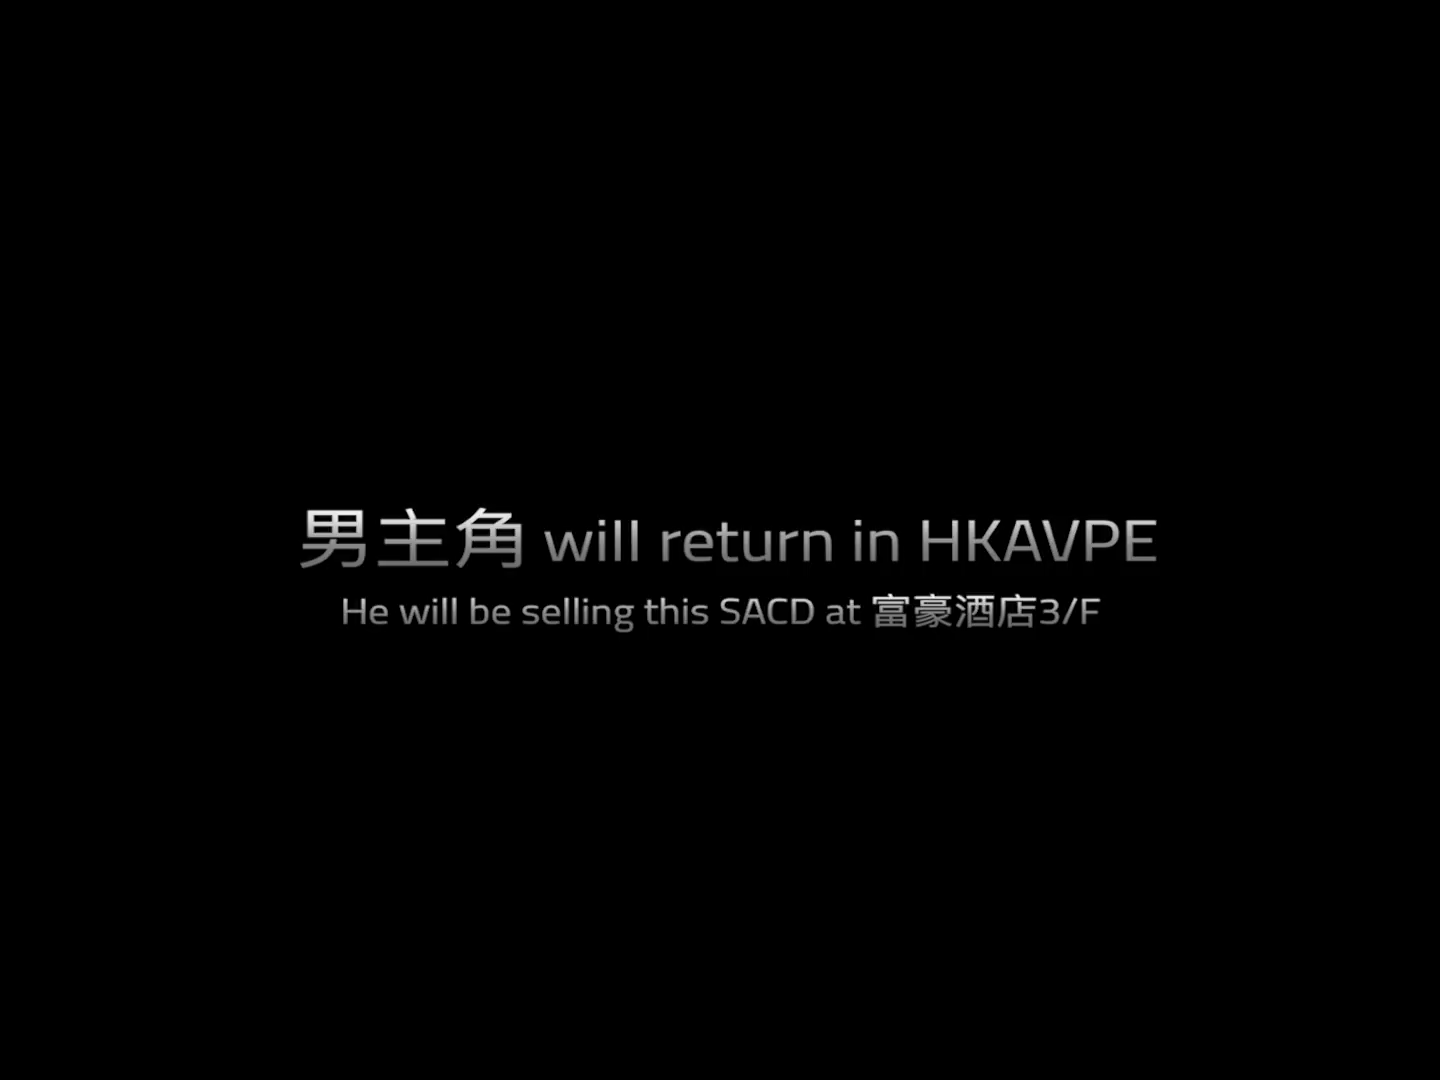 男主角 will return in HKAVPE
He will be selling this SACD at 富豪酒店3/F